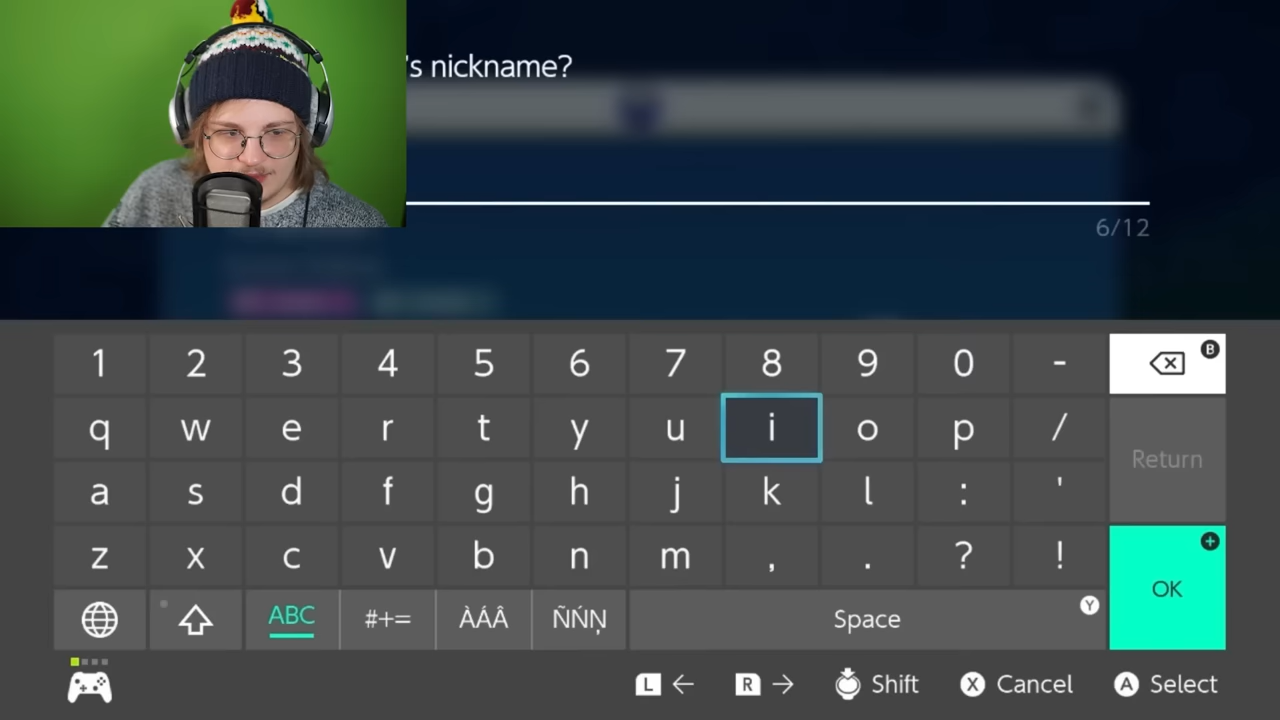 's nickname?
6/12
1 2 3 4 5 6 7 8 9 0 - B
q w e r t y u i o p /
a s d f g h j k l : ' Return
z x c v b n m , . ? ! +
OK
ABC #+= ÀÁÂ ÑŃŅ Space Y
L ← R → Shift X Cancel A Select